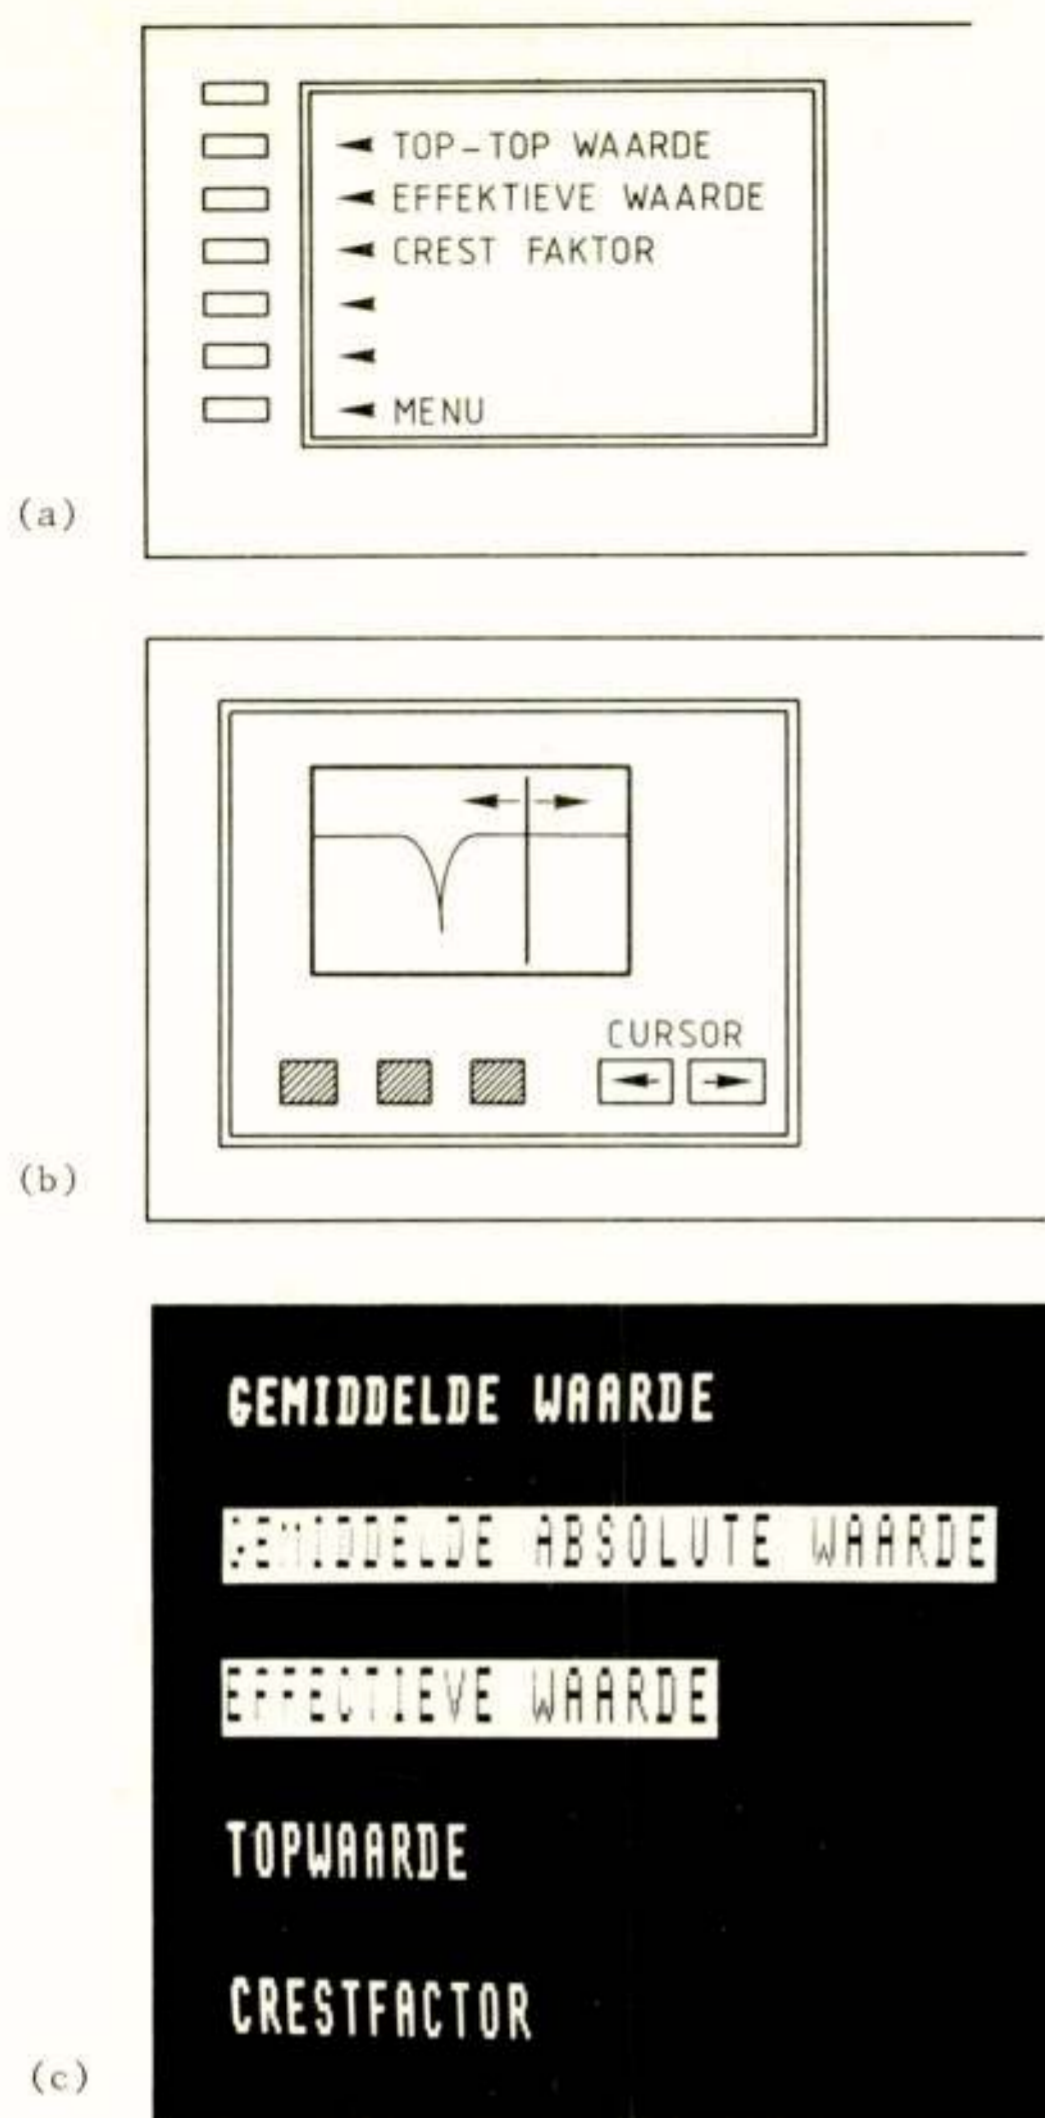 TOP-TOP WAARDE
EFFEKTIEVE WAARDE
CREST FAKTOR
MENU
(a)
CURSOR
(b)
GEMIDDELDE WAARDE
GEMIDDELDE ABSOLUTE WAARDE
EFFECTIEVE WAARDE
TOPWAARDE
CRESTFACTOR
(c)